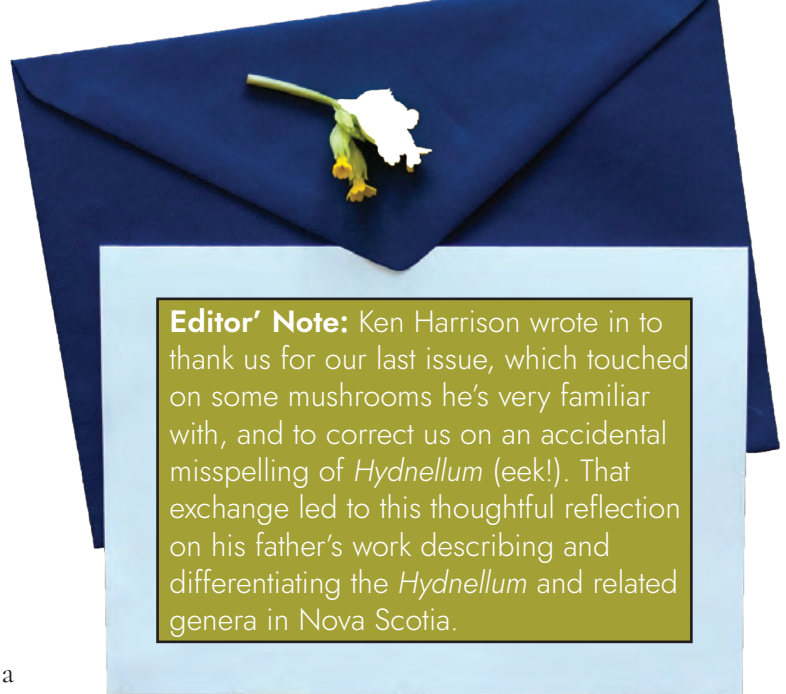 Editor' Note: Ken Harrison wrote in to
thank us for our last issue, which touched
on some mushrooms he's very familiar
with, and to correct us on an accidental
misspelling of Hydnellum (eek!). That
exchange led to this thoughtful reflection
on his father's work describing and
differentiating the Hydnellum and related
genera in Nova Scotia.
a